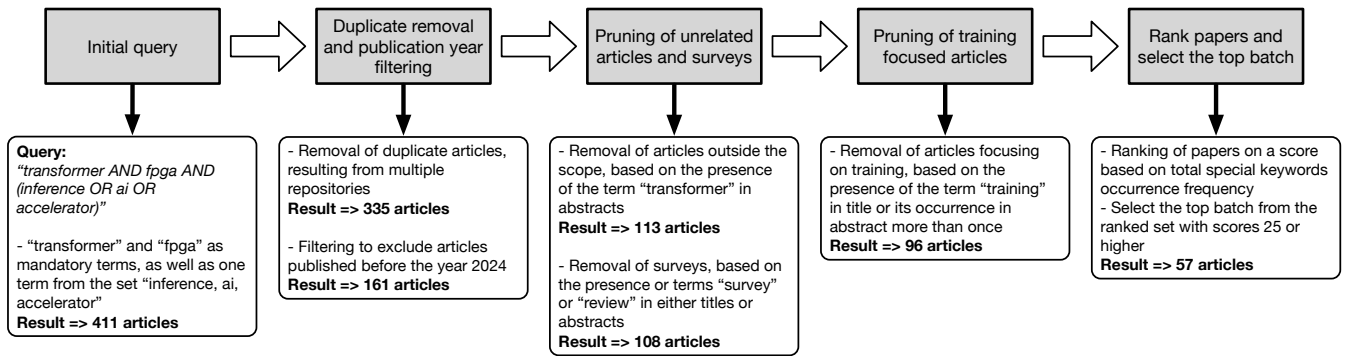 Initial query
Duplicate removal
and publication year
filtering
Pruning of unrelated
articles and surveys
Pruning of training
focused articles
Rank papers and
select the top batch
Query:
“transformer AND fpga AND
(inference OR ai OR
accelerator)”
- “transformer” and “fpga” as
mandatory terms, as well as one
term from the set “inference, ai,
accelerator”
Result => 411 articles
- Removal of duplicate articles,
resulting from multiple
repositories
Result => 335 articles
- Filtering to exclude articles
published before the year 2024
Result => 161 articles
- Removal of articles outside the
scope, based on the
presence of the term “transformer” in
abstracts
Result => 113 articles
- Removal of surveys, based on
the presence or terms “survey”
or “review” in either titles or
abstracts
Result => 108 articles
- Removal of articles focusing
on training, based on the
presence of the term “training”
in title or its occurrence in
abstract more than once
Result => 96 articles
- Ranking of papers on a score
based on total special keywords
occurrence frequency
- Select the top batch from the
ranked set with scores 25 or
higher
Result => 57 articles